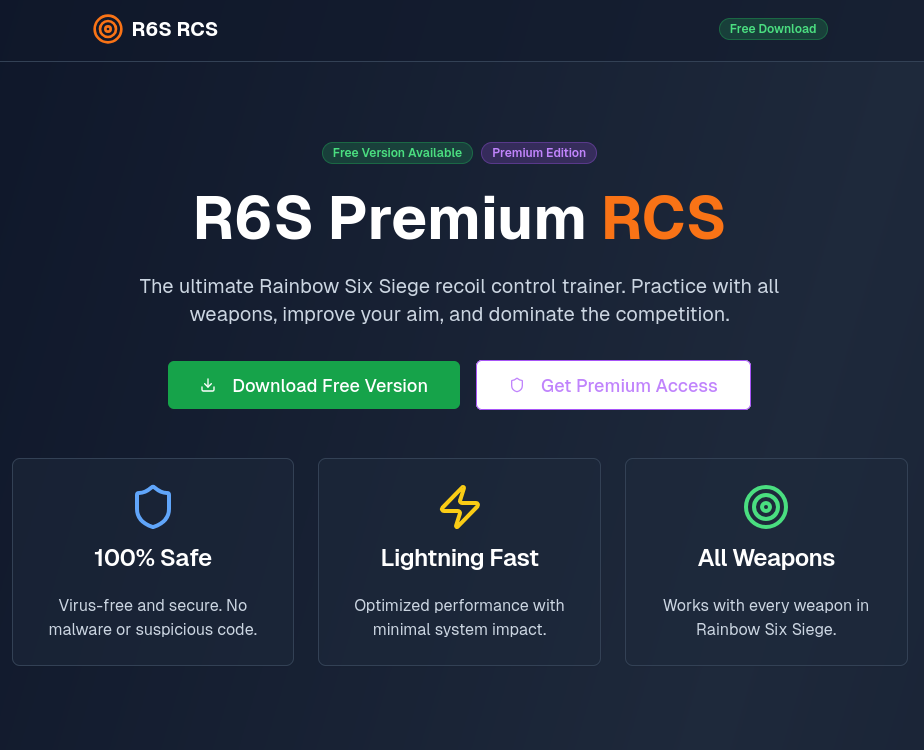 R6S RCS
Free Download
Free Version Available
Premium Edition
R6S Premium RCS
The ultimate Rainbow Six Siege recoil control trainer. Practice with all
weapons, improve your aim, and dominate the competition.
Download Free Version
Get Premium Access
100% Safe
Virus-free and secure. No
malware or suspicious code.
Lightning Fast
Optimized performance with
minimal system impact.
All Weapons
Works with every weapon in
Rainbow Six Siege.